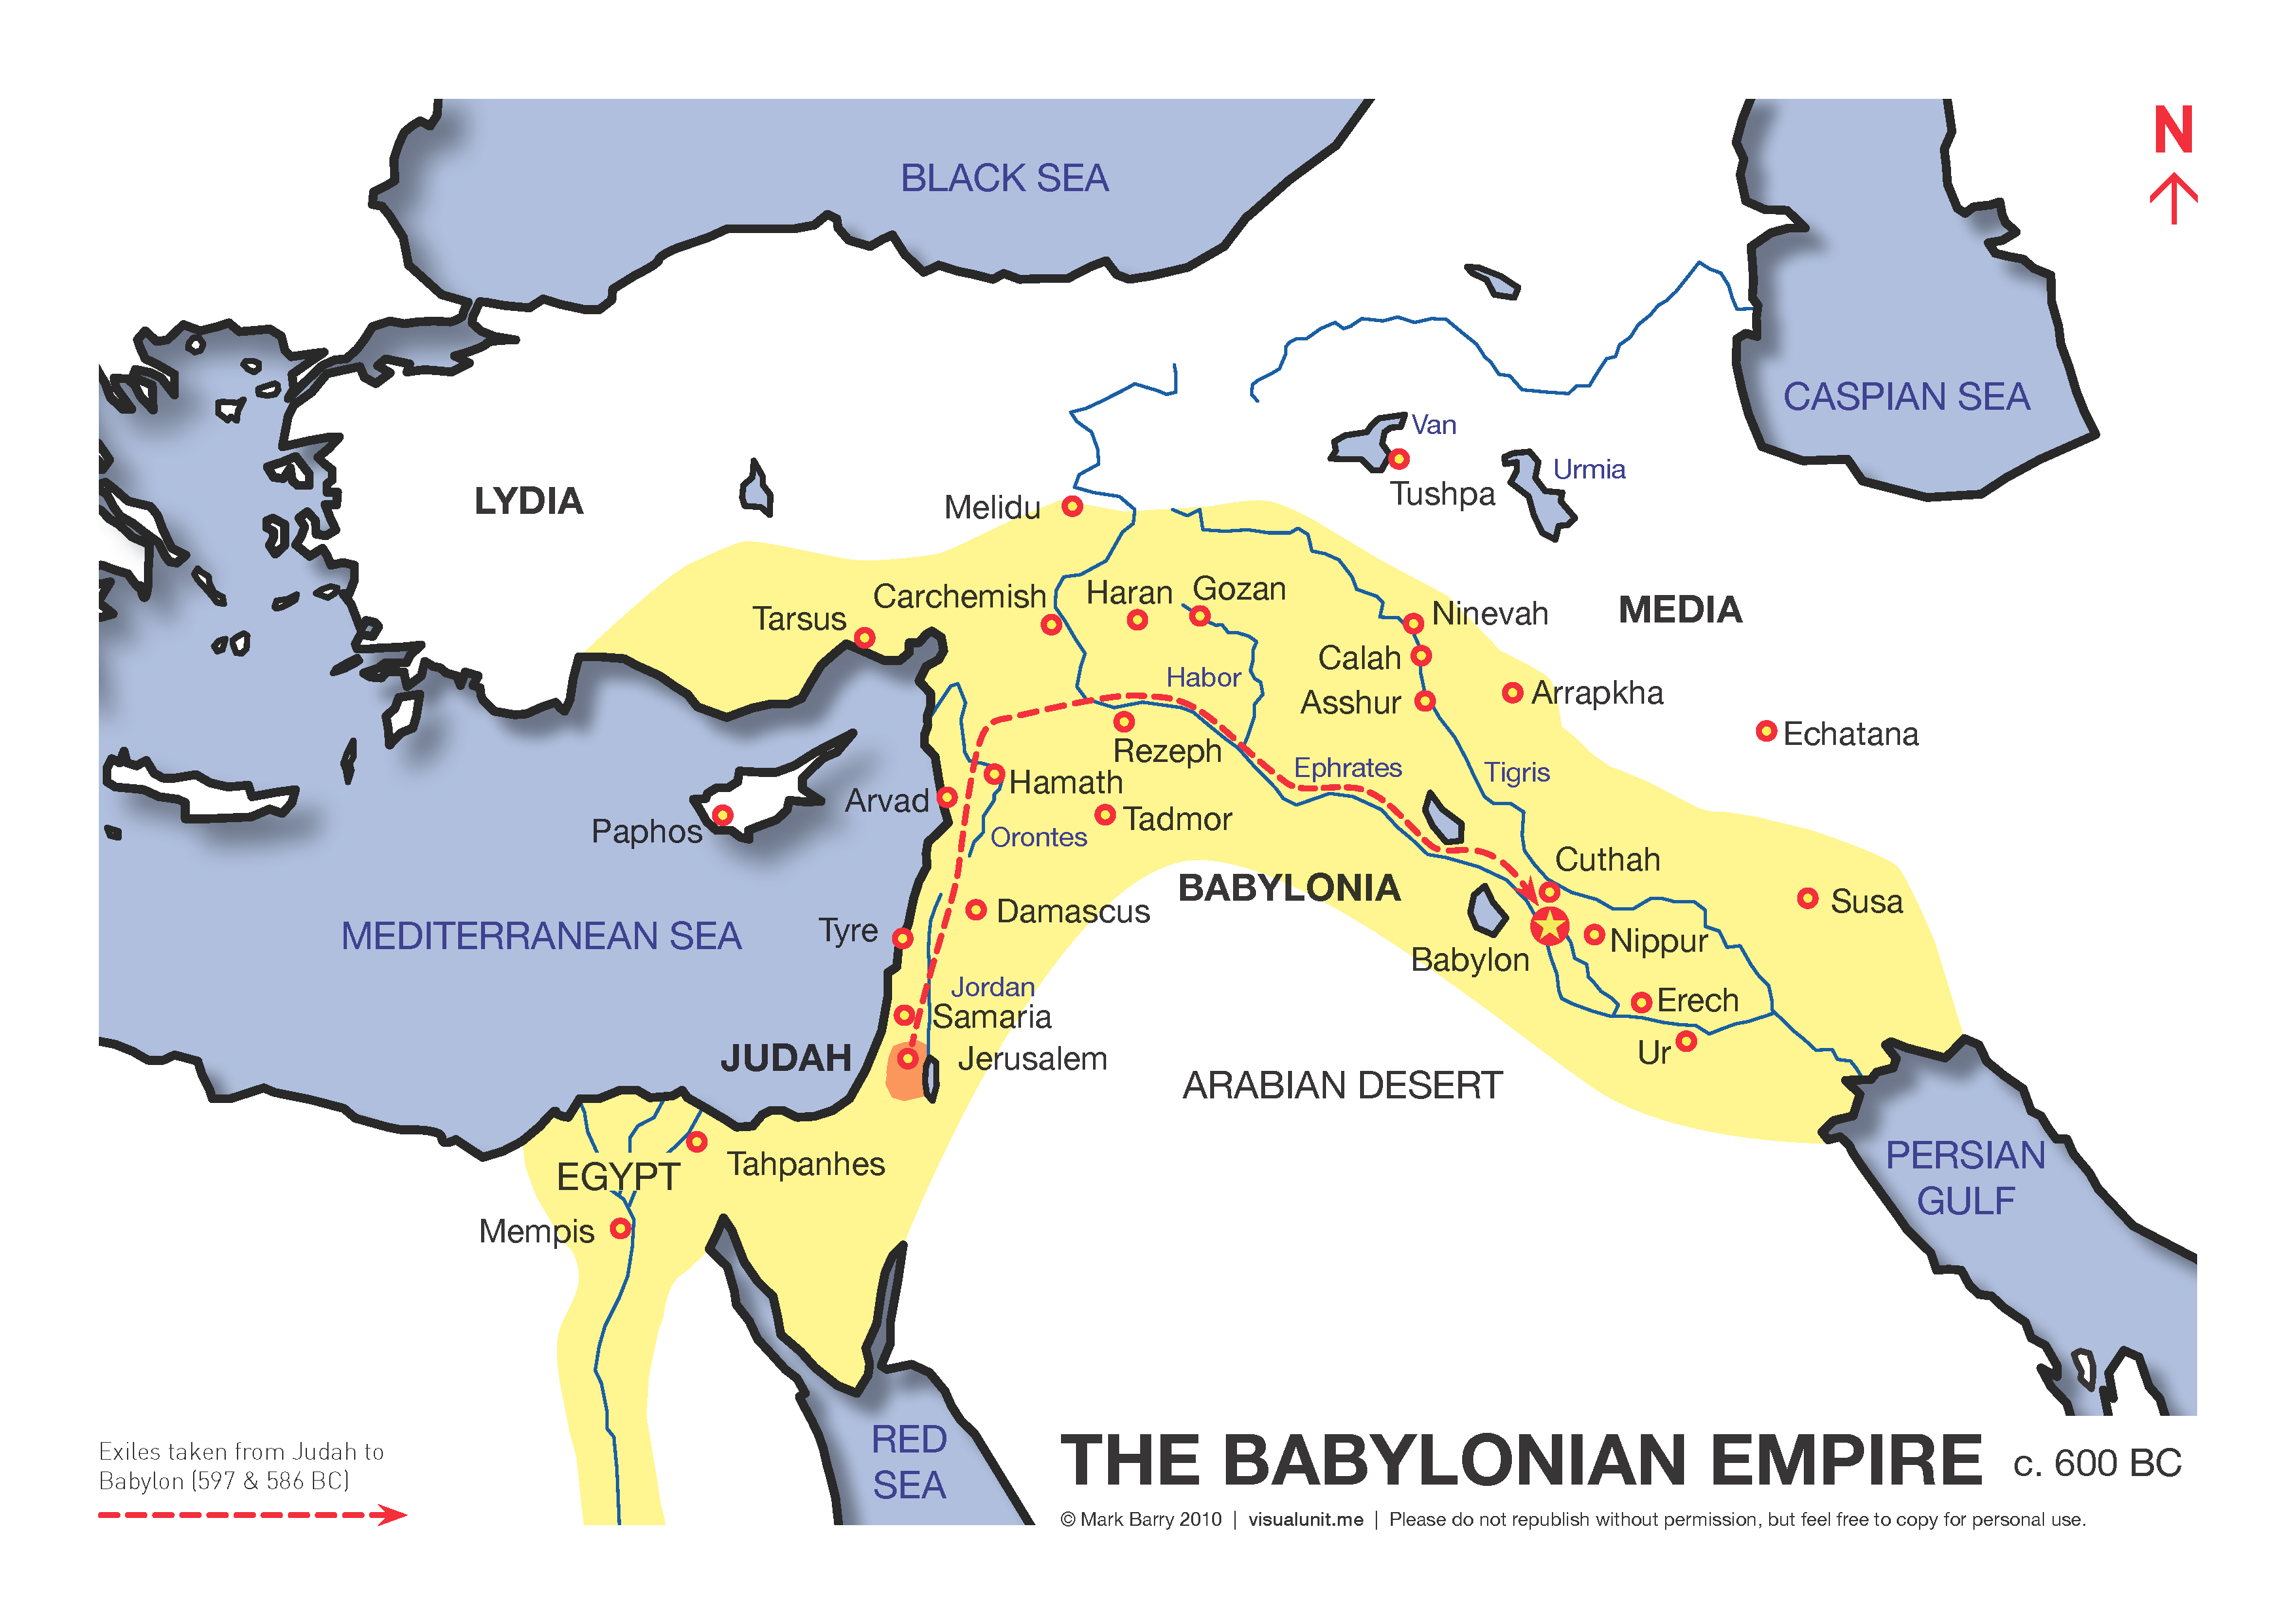 N
BLACK SEA
CASPIAN SEA
Van
Urmia
Tushpa
LYDIA
Melidu
Carchemish
Haran
Gozan
Tarsus
Ninevah
MEDIA
Calah
Habor
Asshur
Arrapkha
Echatana
Rezeph
Ephrates
Tigris
Hamath
Arvad
Tadmor
Paphos
Orontes
Cuthah
BABYLONIA
Susa
Damascus
Tyre
MEDITERRANEAN SEA
Nippur
Babylon
Jordan
Samaria
Erech
JUDAH
Jerusalem
Ur
ARARBIAN DESERT
PERSIAN
GULF
Tahpanhes
EGYPT
Mempis
RED
SEA
Exiles taken from Judah to
Babylon (597 & 586 BC)
THE BABYLONIAN EMPIRE c. 600 BC
© Mark Barry 2010 | visualunit.me | Please do not republish without permission, but feel free to copy for personal use.